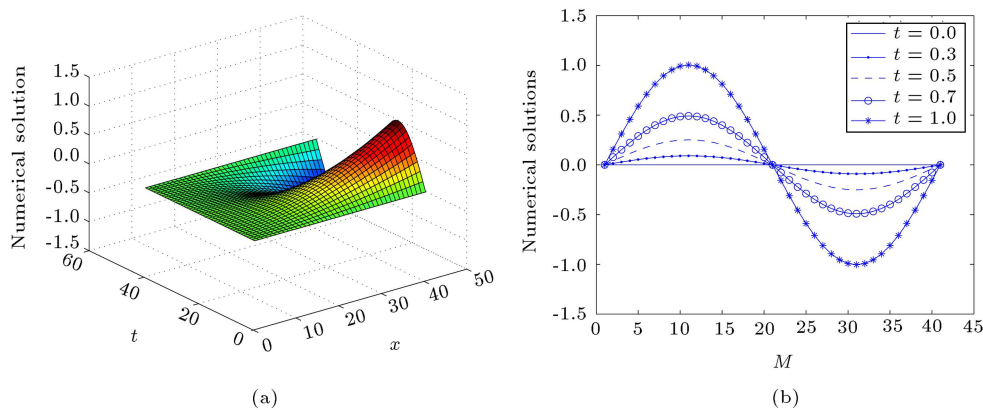 Numerical solution
1.5
1.0
0.5
0.0
-0.5
-1.0
-1.5
60
40
20
0
t
0
10
20
30
40
50
x
(a)
Numerical solutions
1.5
1.0
0.5
0.0
-0.5
-1.0
-1.5
0
5
10
15
20
25
30
35
40
45
M
t = 0.0
t = 0.3
t = 0.5
t = 0.7
t = 1.0
(b)